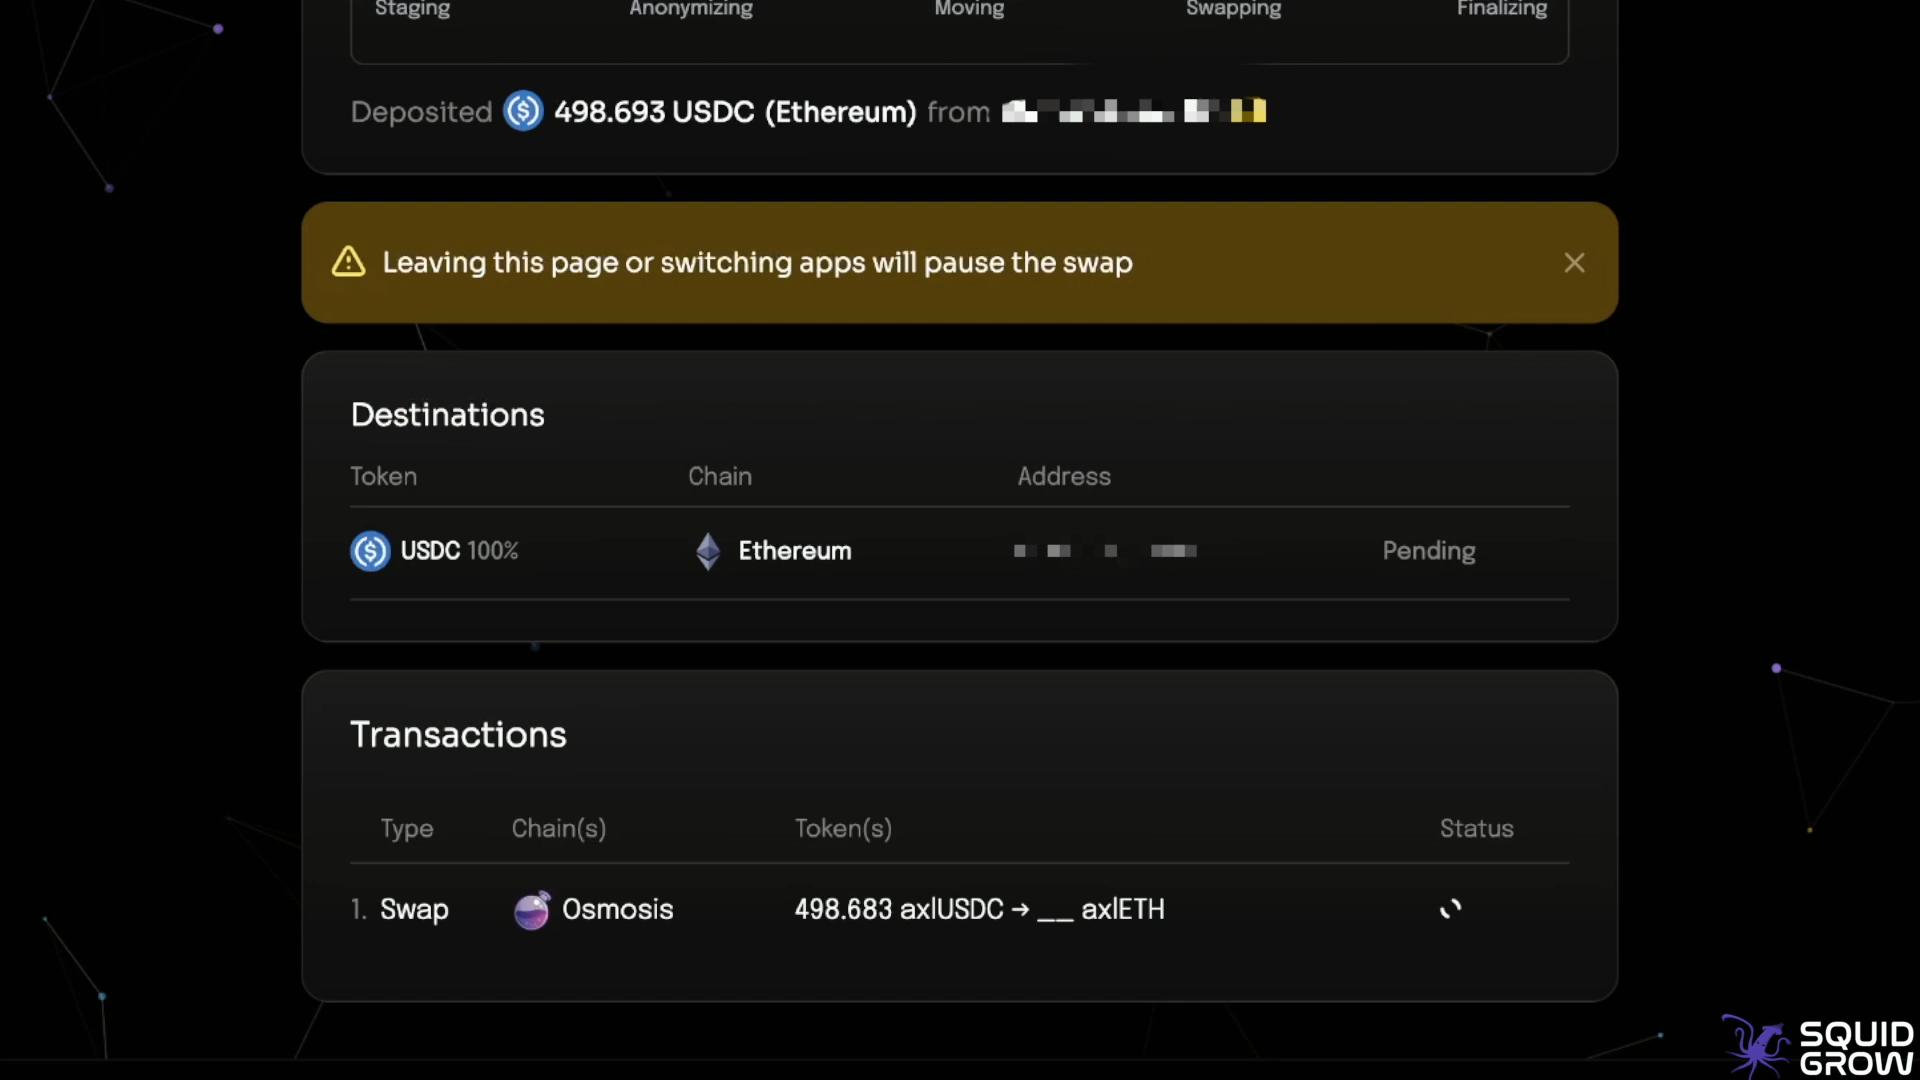 Staging Anonymizing Moving Swapping Finalizing
Deposited 498.693 USDC (Ethereum) from
Leaving this page or switching apps will pause the swap
Destinations
Token Chain Address
USDC 100% Ethereum Pending
Transactions
Type Chain(s) Token(s) Status
1. Swap Osmosis 498.683 axlUSDC → __ axlETH
SQUID
GROW